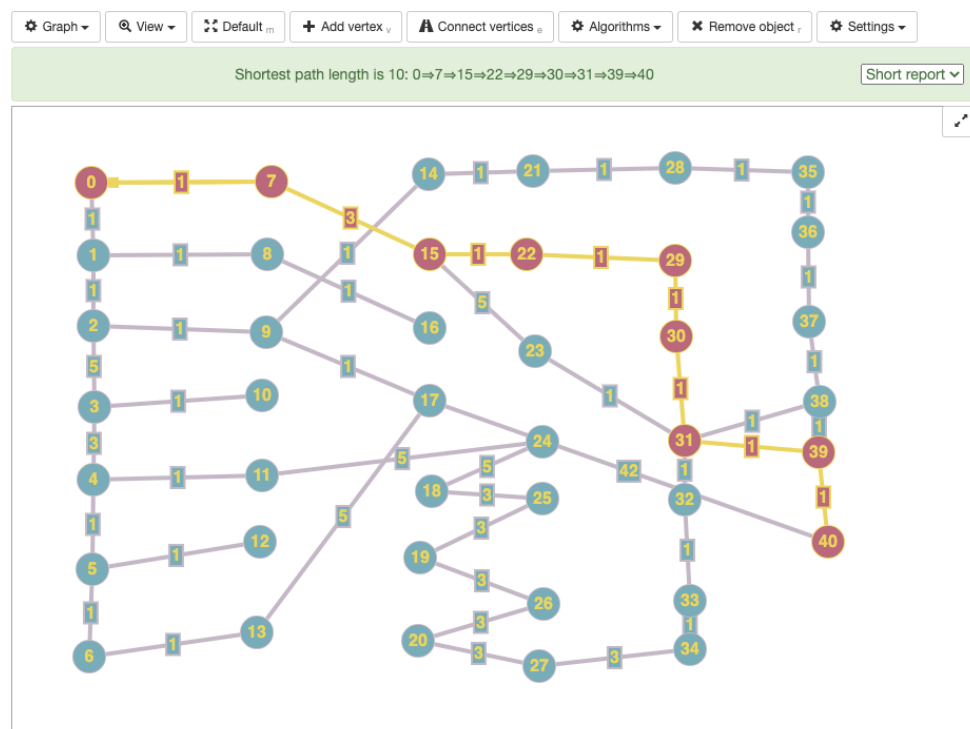 Graph View Default m Add vertex v Connect vertices e Algorithms Remove object r Settings
Shortest path length is 10: 0⇒7⇒15⇒22⇒29⇒30⇒31⇒39⇒40 Short report
14 1 21 1 28 1 35
0 1 7
1 3 1 36
1 1 8 1 15 1 22 1 29
1 1 5 1 1
2 1 9 16 30 37
5 1 23 1
3 1 10 17 1 1 38
3 24 31 1 1 1 39
4 1 11 5 5 42 1
18 3 25 32 1
1 5 3
5 1 12 19 1 40
3
1 26 33
6 1 13 20 3 1
3 27 3 34